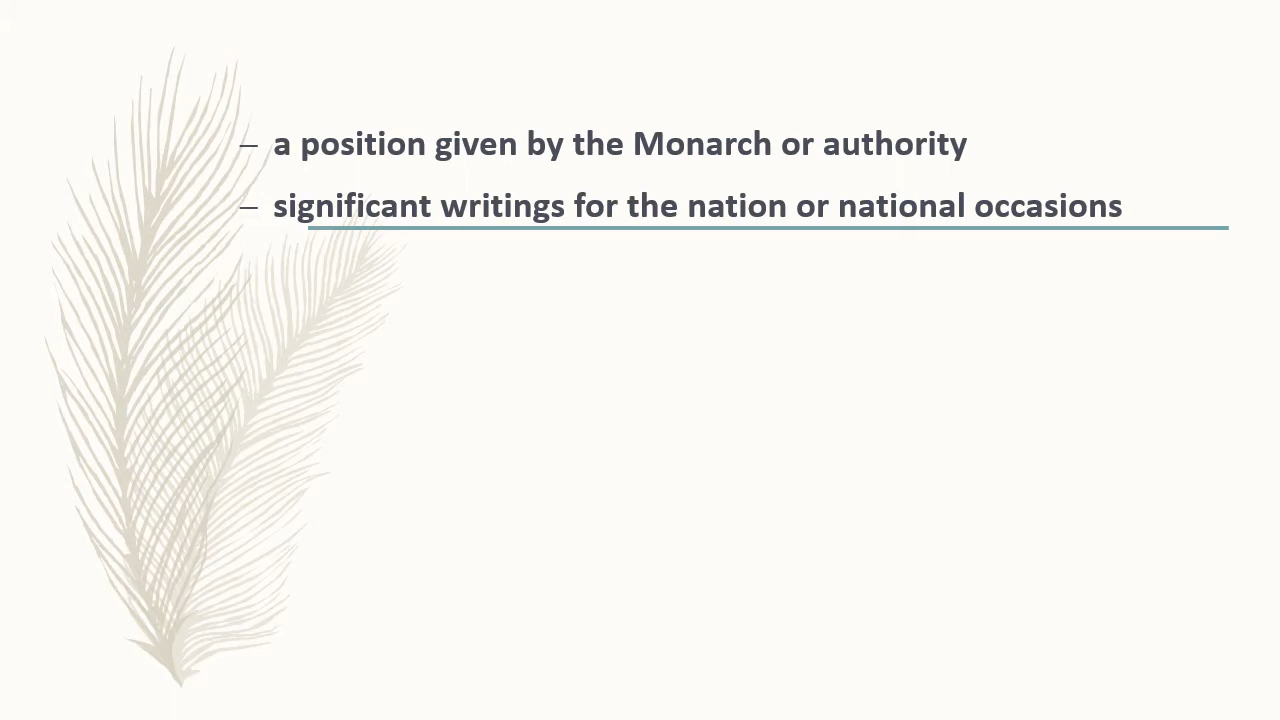 – a position given by the Monarch or authority
– significant writings for the nation or national occasions